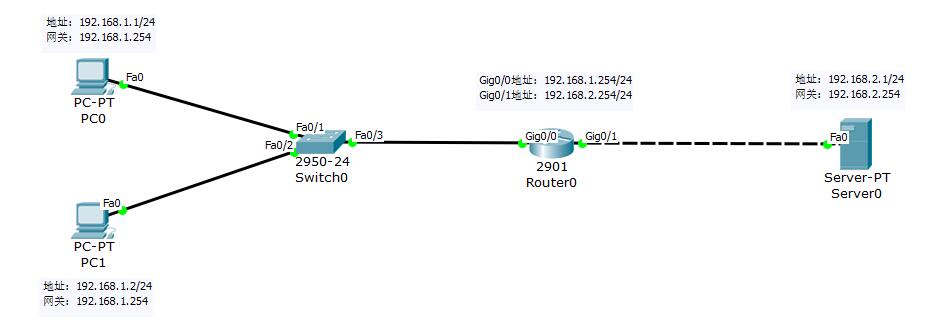 地址：192.168.1.1/24
网关：192.168.1.254
Fa0
PC-PT
PC0
Gig0/0地址：192.168.1.254/24
Gig0/1地址：192.168.2.254/24
地址：192.168.2.1/24
网关：192.168.2.254
Fa0/1
Fa0/2
Fa0/3
2950-24
Switch0
Gig0/0
Gig0/1
2901
Router0
Fa0
Server-PT
Server0
Fa0
PC-PT
PC1
地址：192.168.1.2/24
网关：192.168.1.254